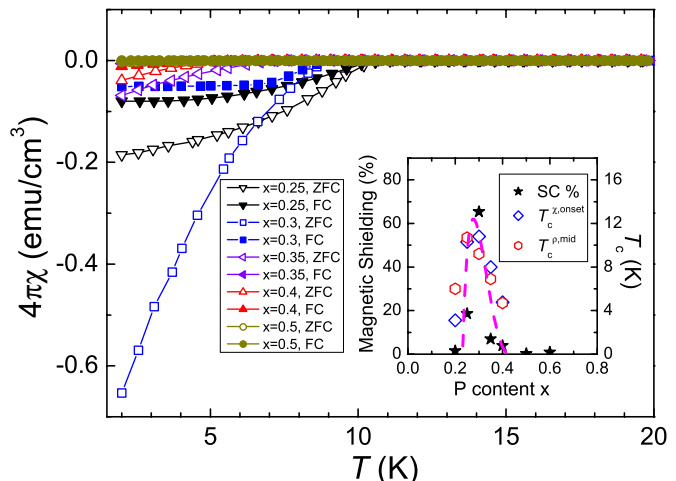 0.0
-0.2
-0.4
-0.6
4πχ (emu/cm³)
5
10
15
20
T (K)
x=0.25, ZFC
x=0.25, FC
x=0.3, ZFC
x=0.3, FC
x=0.35, ZFC
x=0.35, FC
x=0.4, ZFC
x=0.4, FC
x=0.5, ZFC
x=0.5, FC
Magnetic Shielding (%)
80
60
40
20
0
0.0 0.2 0.4 0.6 0.8
P content x
16
12
8
4
0
T_c (K)
SC %
T_c^χ,onset
T_c^ρ,mid